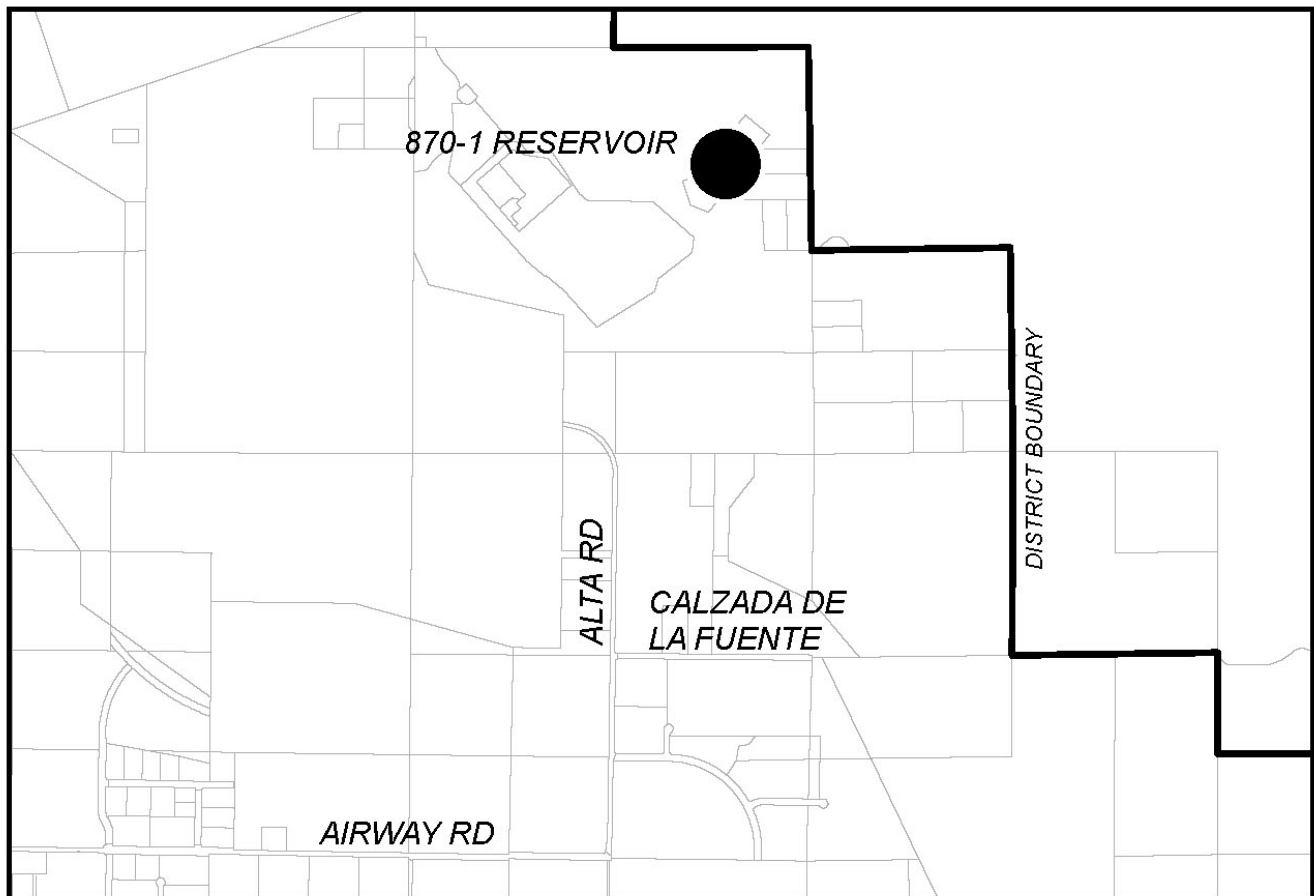 870-1 RESERVOIR
DISTRICT BOUNDARY
ALTA RD
CALZADA DE
LA FUENTE
AIRWAY RD